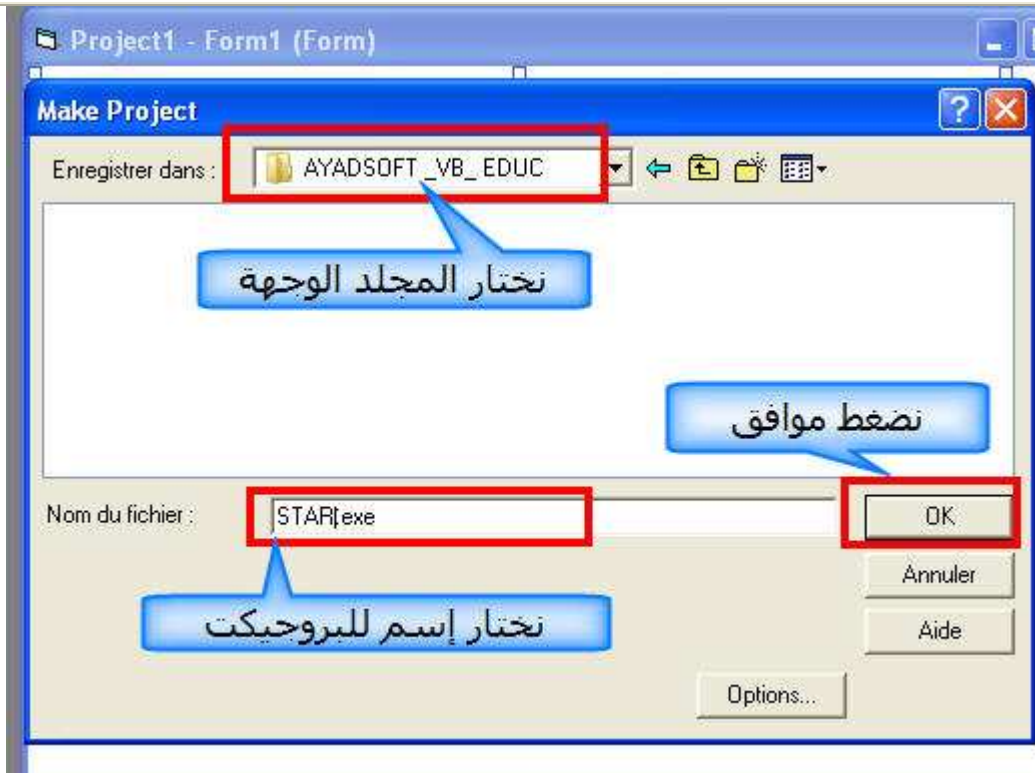 Project1 - Form1 (Form)
Make Project
Enregistrer dans :
AYADSOFT _VB_ EDUC
نختار المجلد الوجهة
نضغط موافق
Nom du fichier :
STAR[exe
OK
Annuler
نختار إسم للبروجيكت
Aide
Options...